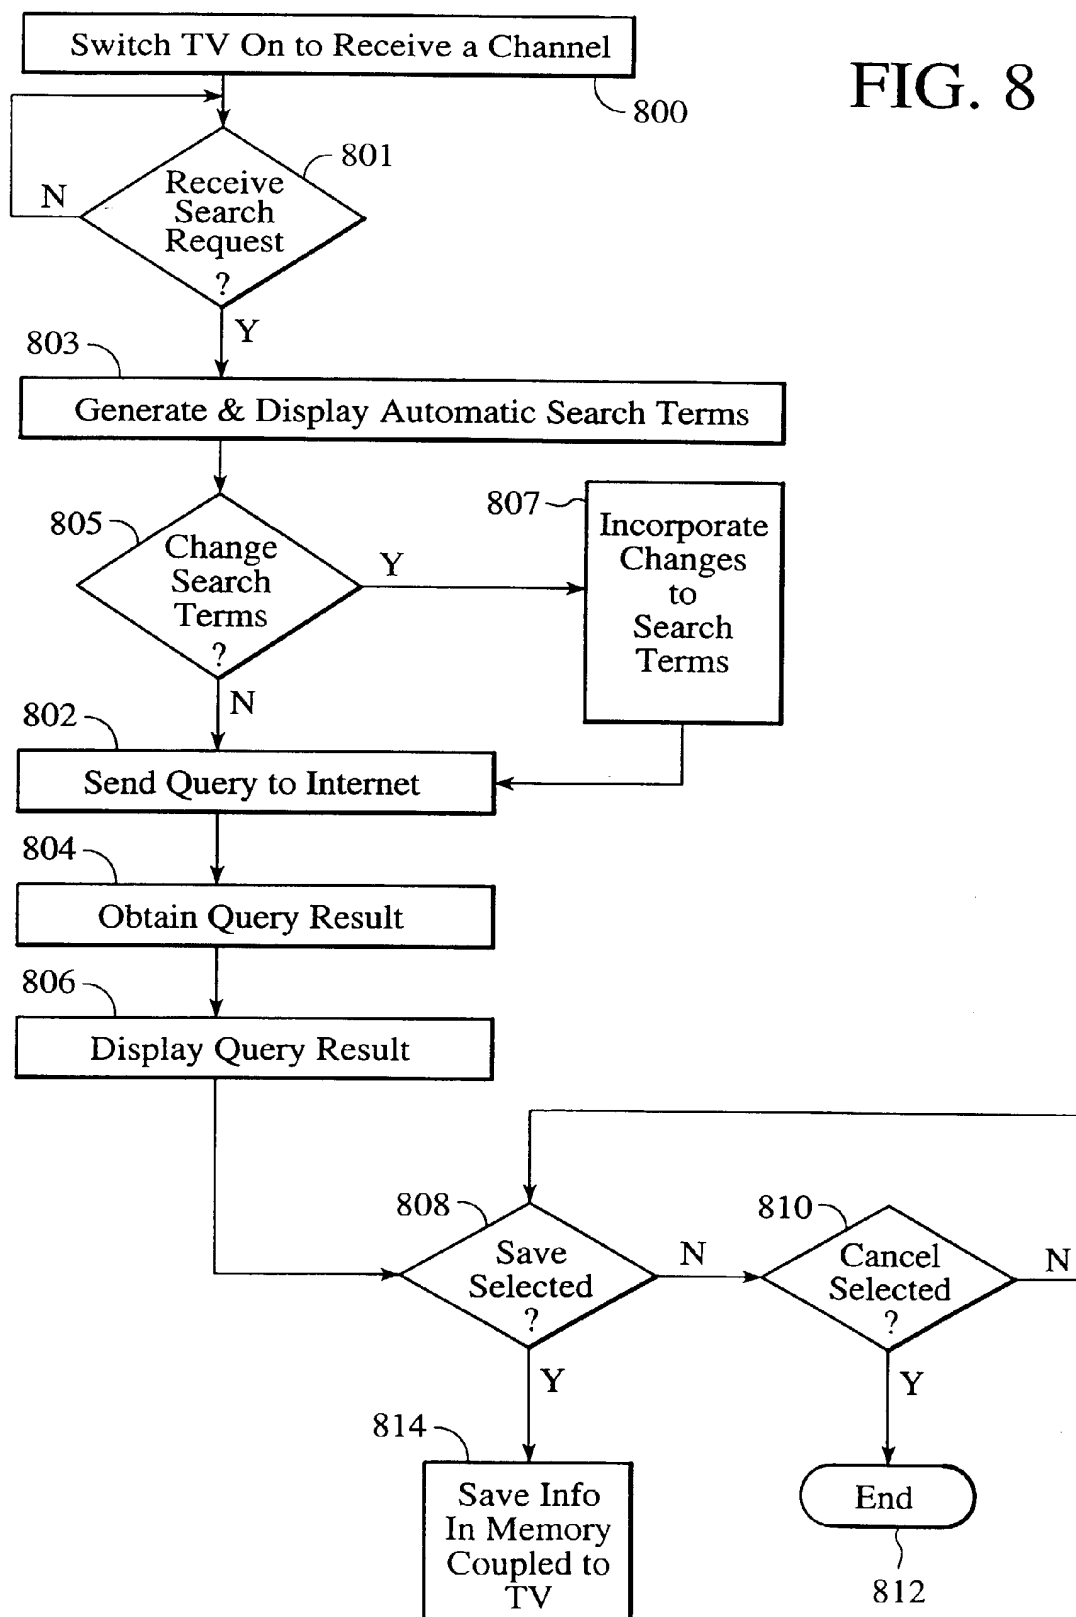 Switch TV On to Receive a Channel
800
FIG. 8
801
Receive
Search
Request
?
N
Y
803
Generate & Display Automatic Search Terms
805
Change
Search
Terms
?
Y
N
807
Incorporate
Changes
to
Search
Terms
802
Send Query to Internet
804
Obtain Query Result
806
Display Query Result
808
Save
Selected
?
N
Y
810
Cancel
Selected
?
N
Y
814
Save Info
In Memory
Coupled to
TV
End
812